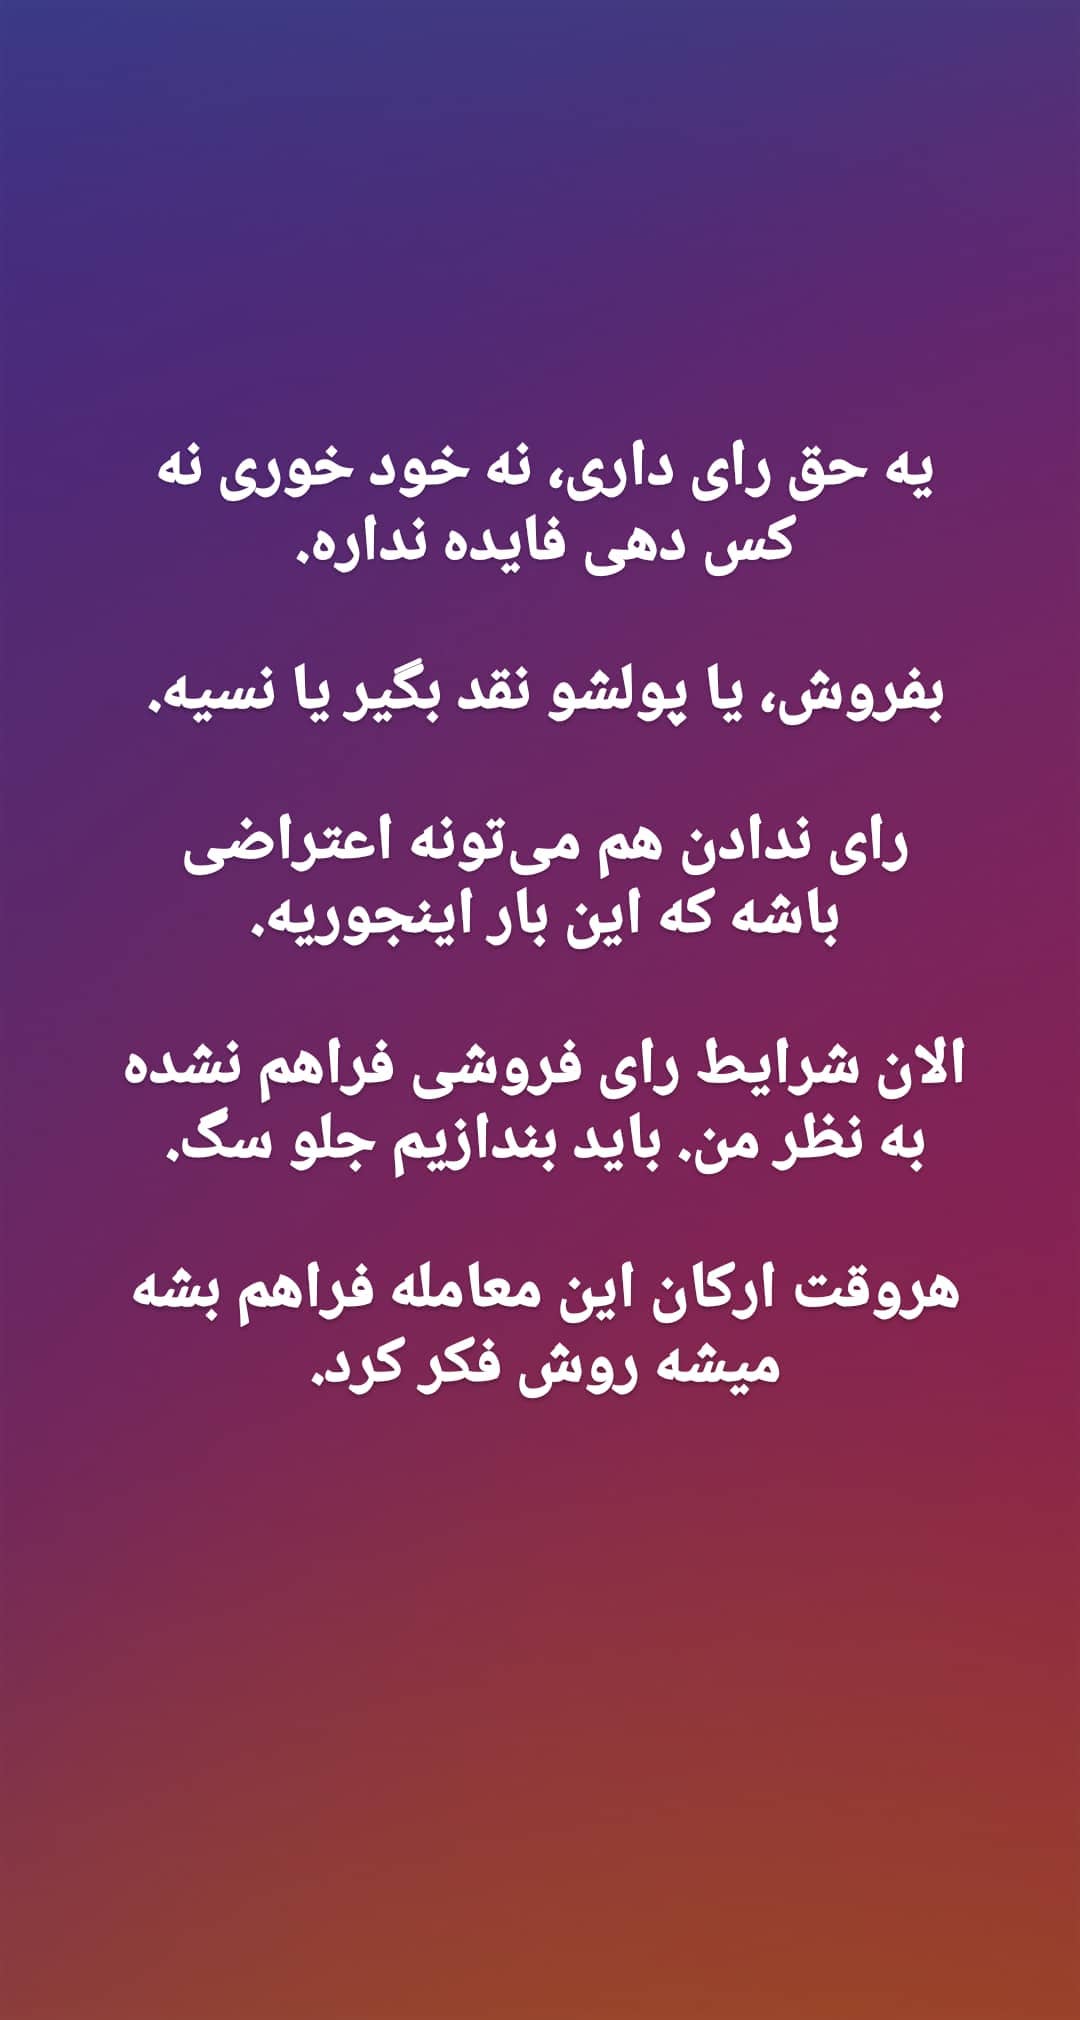 یه حق رای داری، نه خود خوری نه
کس دهی فایده نداره.
بفروش، یا پولشو نقد بگیر یا نسیه.
رای ندادن هم می‌تونه اعتراضی
باشه که این بار اینجوریه.
الان شرایط رای فروشی فراهم نشده
به نظر من. باید بندازیم جلو سگ.
هروقت ارکان این معامله فراهم بشه
میشه روش فکر کرد.